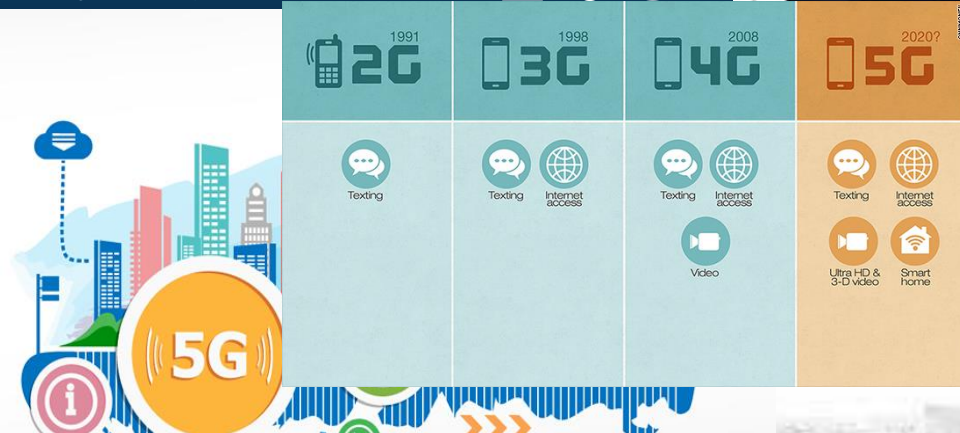 1991
2G
1998
3G
2008
4G
2020?
5G
Texting
Texting
Internet
access
Texting
Internet
access
Video
Texting
Internet
access
Ultra HD &
3-D video
Smart
home
5G
i